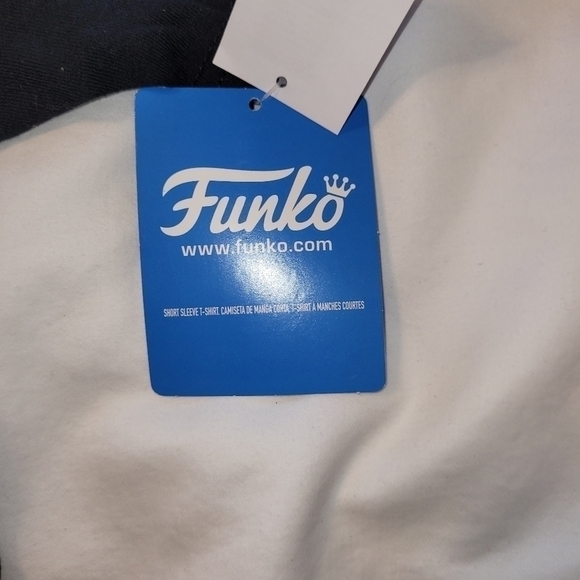 Funko
www.funko.com
SHORT SLEEVE T-SHIRT, CAMISETA DE MANGA CORTA, T-SHIRT A MANCHES COURTES